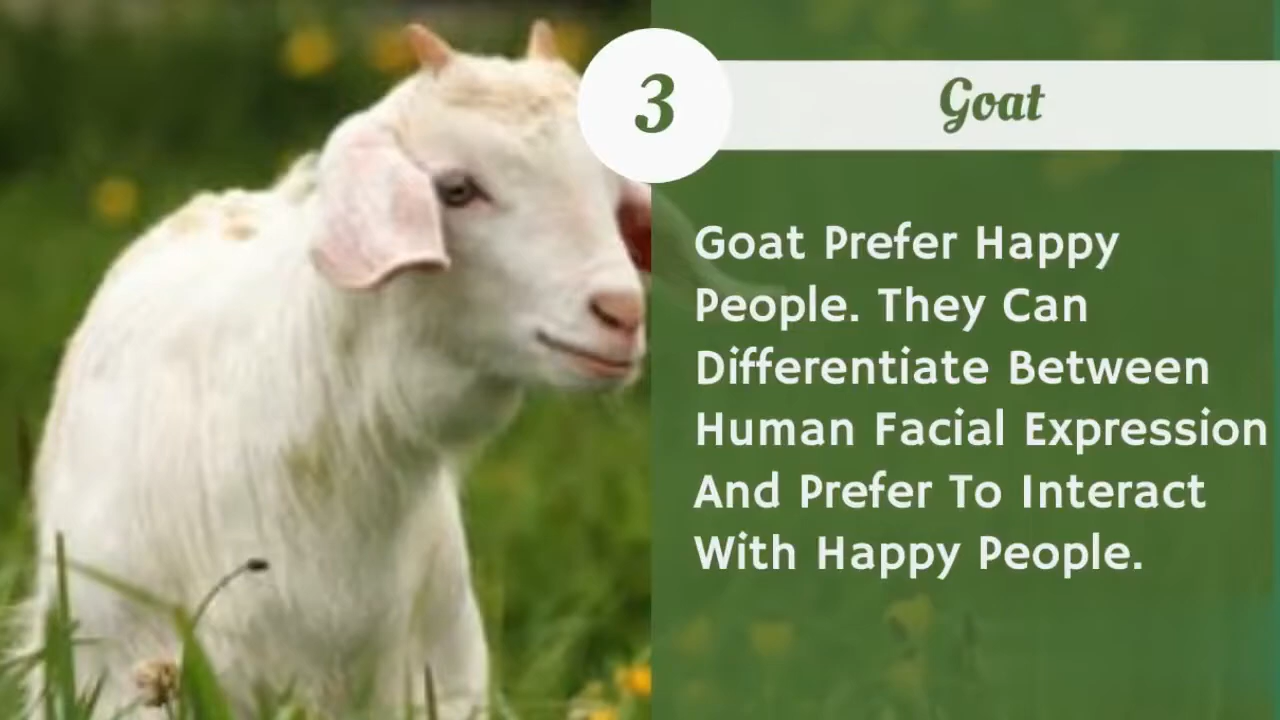 3
Goat
Goat Prefer Happy
People. They Can
Differentiate Between
Human Facial Expression
And Prefer To Interact
With Happy People.